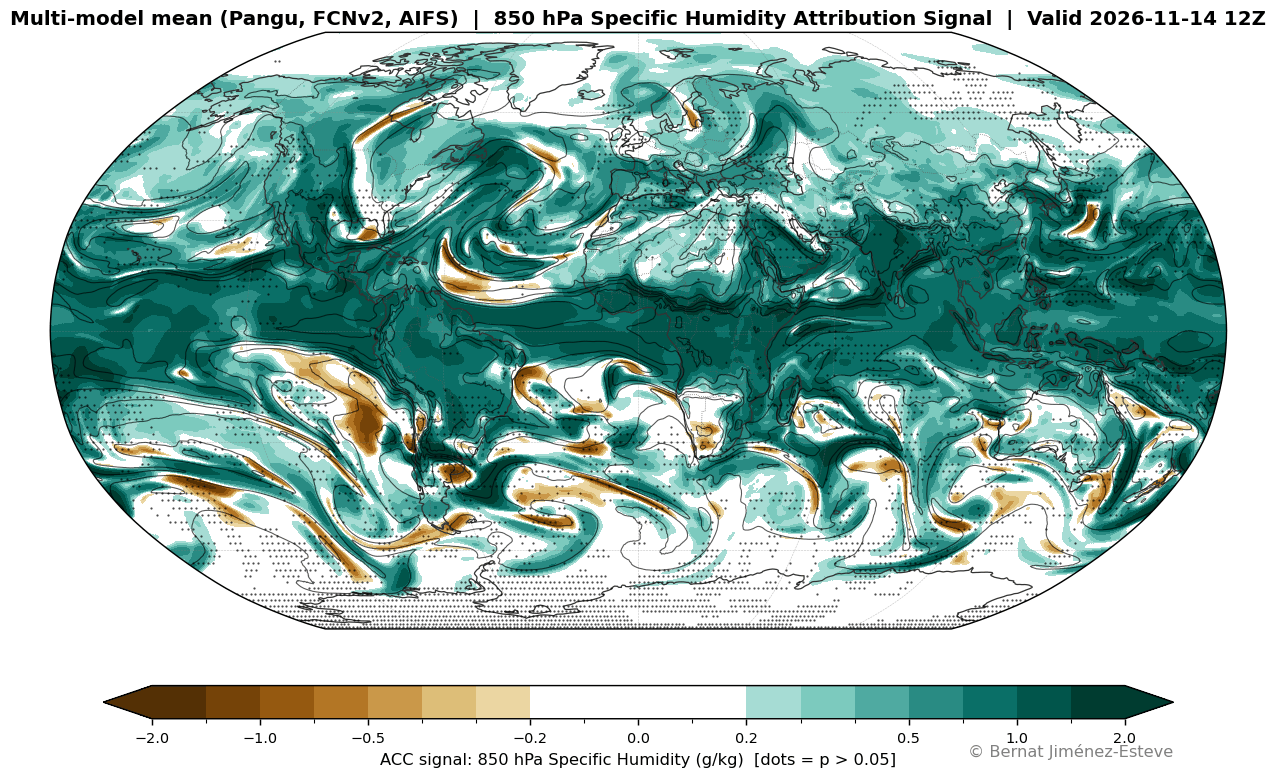 Multi-model mean (Pangu, FCNv2, AIFS) | 850 hPa Specific Humidity Attribution Signal | Valid 2026-11-14 12Z
−2.0 −1.0 −0.5 −0.2 0.0 0.2 0.5 1.0 2.0
ACC signal: 850 hPa Specific Humidity (g/kg) [dots = p > 0.05]
© Bernat Jiménez-Esteve